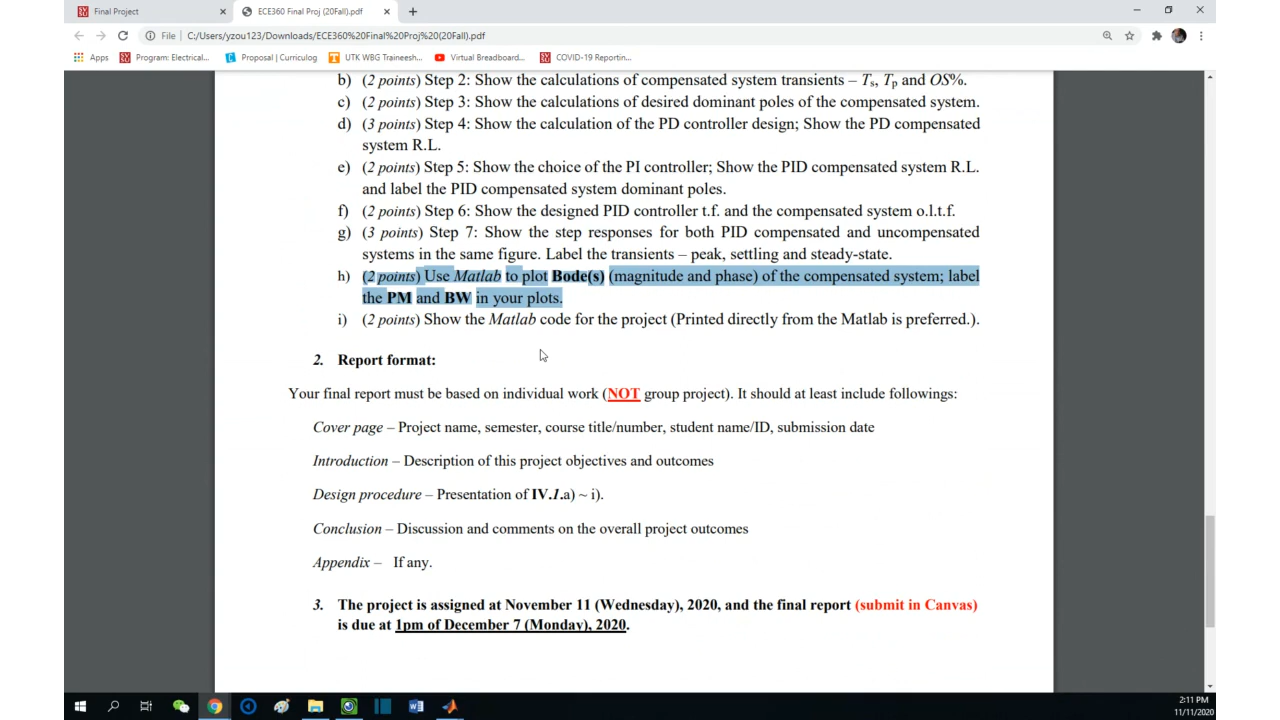 Final Project
ECE360 Final Proj (20Fall).pdf
File
C:/Users/yzou123/Downloads/ECE360%20Final%20Proj%20(20Fall).pdf
Apps
Program: Electrical...
Proposal | Curriculog
UTK WBG Traineesh...
Virtual Breadboard...
COVID-19 Reportin...
b) (2 points) Step 2: Show the calculations of compensated system transients – Ts, Tp and OS%.
c) (2 points) Step 3: Show the calculations of desired dominant poles of the compensated system.
d) (3 points) Step 4: Show the calculation of the PD controller design; Show the PD compensated
system R.L.
e) (2 points) Step 5: Show the choice of the PI controller; Show the PID compensated system R.L.
and label the PID compensated system dominant poles.
f) (2 points) Step 6: Show the designed PID controller t.f. and the compensated system o.l.t.f.
g) (3 points) Step 7: Show the step responses for both PID compensated and uncompensated
systems in the same figure. Label the transients – peak, settling and steady-state.
h) (2 points) Use Matlab to plot Bode(s) (magnitude and phase) of the compensated system; label
the PM and BW in your plots.
i) (2 points) Show the Matlab code for the project (Printed directly from the Matlab is preferred.).
2. Report format:
Your final report must be based on individual work (NOT group project). It should at least include followings:
Cover page – Project name, semester, course title/number, student name/ID, submission date
Introduction – Description of this project objectives and outcomes
Design procedure – Presentation of IV.1.a) ~ i).
Conclusion – Discussion and comments on the overall project outcomes
Appendix – If any.
3. The project is assigned at November 11 (Wednesday), 2020, and the final report (submit in Canvas)
is due at 1pm of December 7 (Monday), 2020.
2:11 PM
11/11/2020